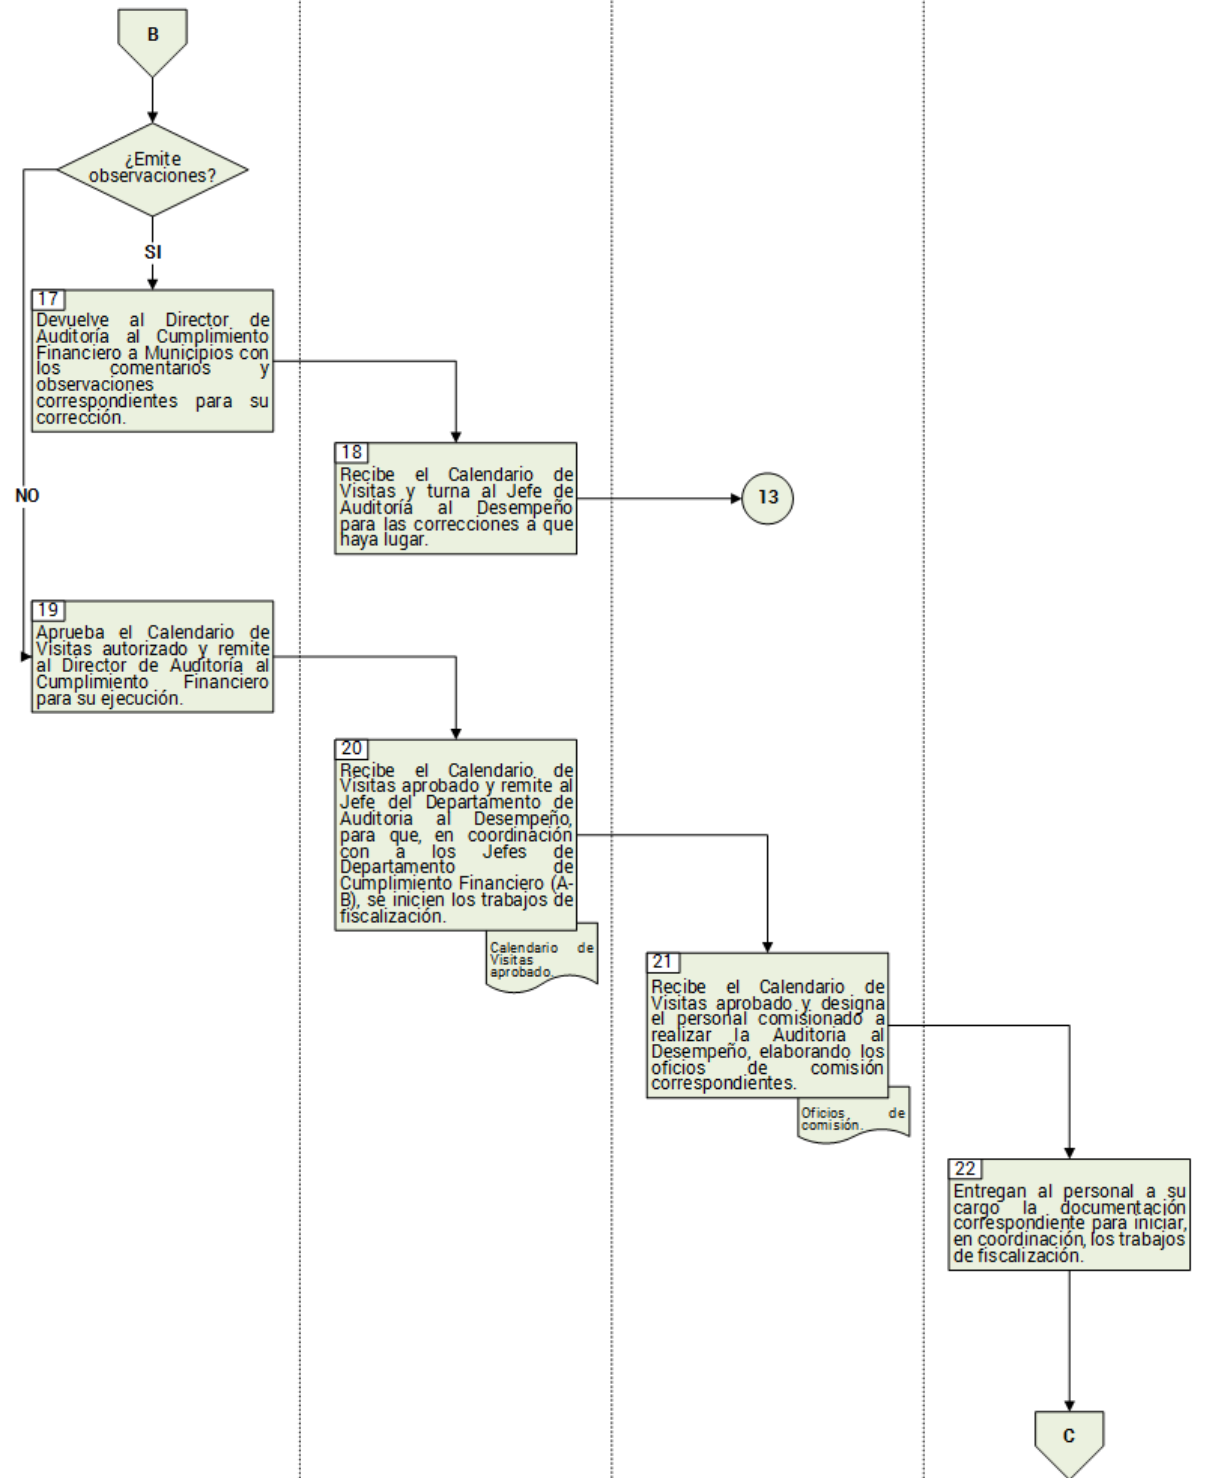 B
¿Emite
observaciones?
SI
17
Devuelve al Director de
Auditoría al Cumplimiento
Financiero a Municipios con
los comentarios y
observaciones
correspondientes para su
corrección.
18
Recibe el Calendario de
Visitas y turna al Jefe de
Auditoría al Desempeño
para las correcciones a que
haya lugar.
13
NO
19
Aprueba el Calendario de
Visitas autorizado y remite
al Director de Auditoría al
Cumplimiento Financiero
para su ejecución.
20
Recibe el Calendario de
Visitas aprobado y remite al
Jefe del Departamento de
Auditoria al Desempeño,
para que, en coordinación
con a los Jefes de
Departamento de
Cumplimiento Financiero (A-
B), se inicien los trabajos de
fiscalización.
Calendario de
Visitas
aprobado.
21
Recibe el Calendario de
Visitas aprobado y designa
el personal comisionado a
realizar la Auditoria al
Desempeño, elaborando los
oficios de comisión
correspondientes.
Oficios de
comisión.
22
Entregan al personal a su
cargo la documentación
correspondiente para iniciar,
en coordinación, los trabajos
de fiscalización.
C